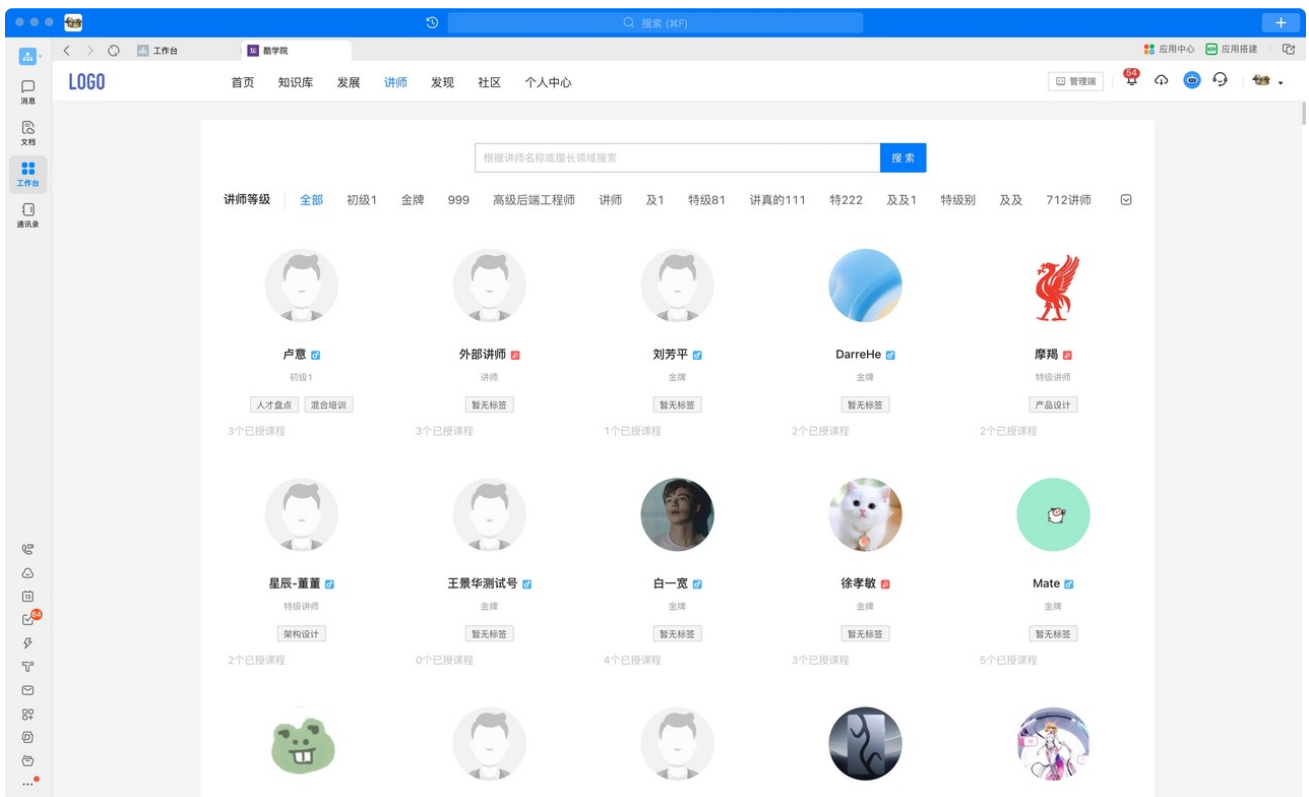 搜索 (⌘F)
工作台
酷学院
应用中心
应用搭建
消息
文档
工作台
通讯录
13
64
LOGO
首页 知识库 发展 讲师 发现 社区 个人中心
管理端
54
根据讲师名称或擅长领域搜索
搜 索
讲师等级 全部 初级1 金牌 999 高级后端工程师 讲师 及1 特级81 讲真的111 特222 及及1 特级别 及及 712讲师
卢意 外部讲师 刘芳平 DarreHe 摩羯
初级1 讲师 金牌 金牌 特级讲师
人才盘点 混合培训 暂无标签 暂无标签 暂无标签 产品设计
3个已授课程 3个已授课程 1个已授课程 2个已授课程 2个已授课程
星辰-董董 王景华测试号 白一宽 徐孝敏 Mate
特级讲师 金牌 金牌 金牌 金牌
架构设计 暂无标签 暂无标签 暂无标签 暂无标签
2个已授课程 0个已授课程 4个已授课程 3个已授课程 5个已授课程